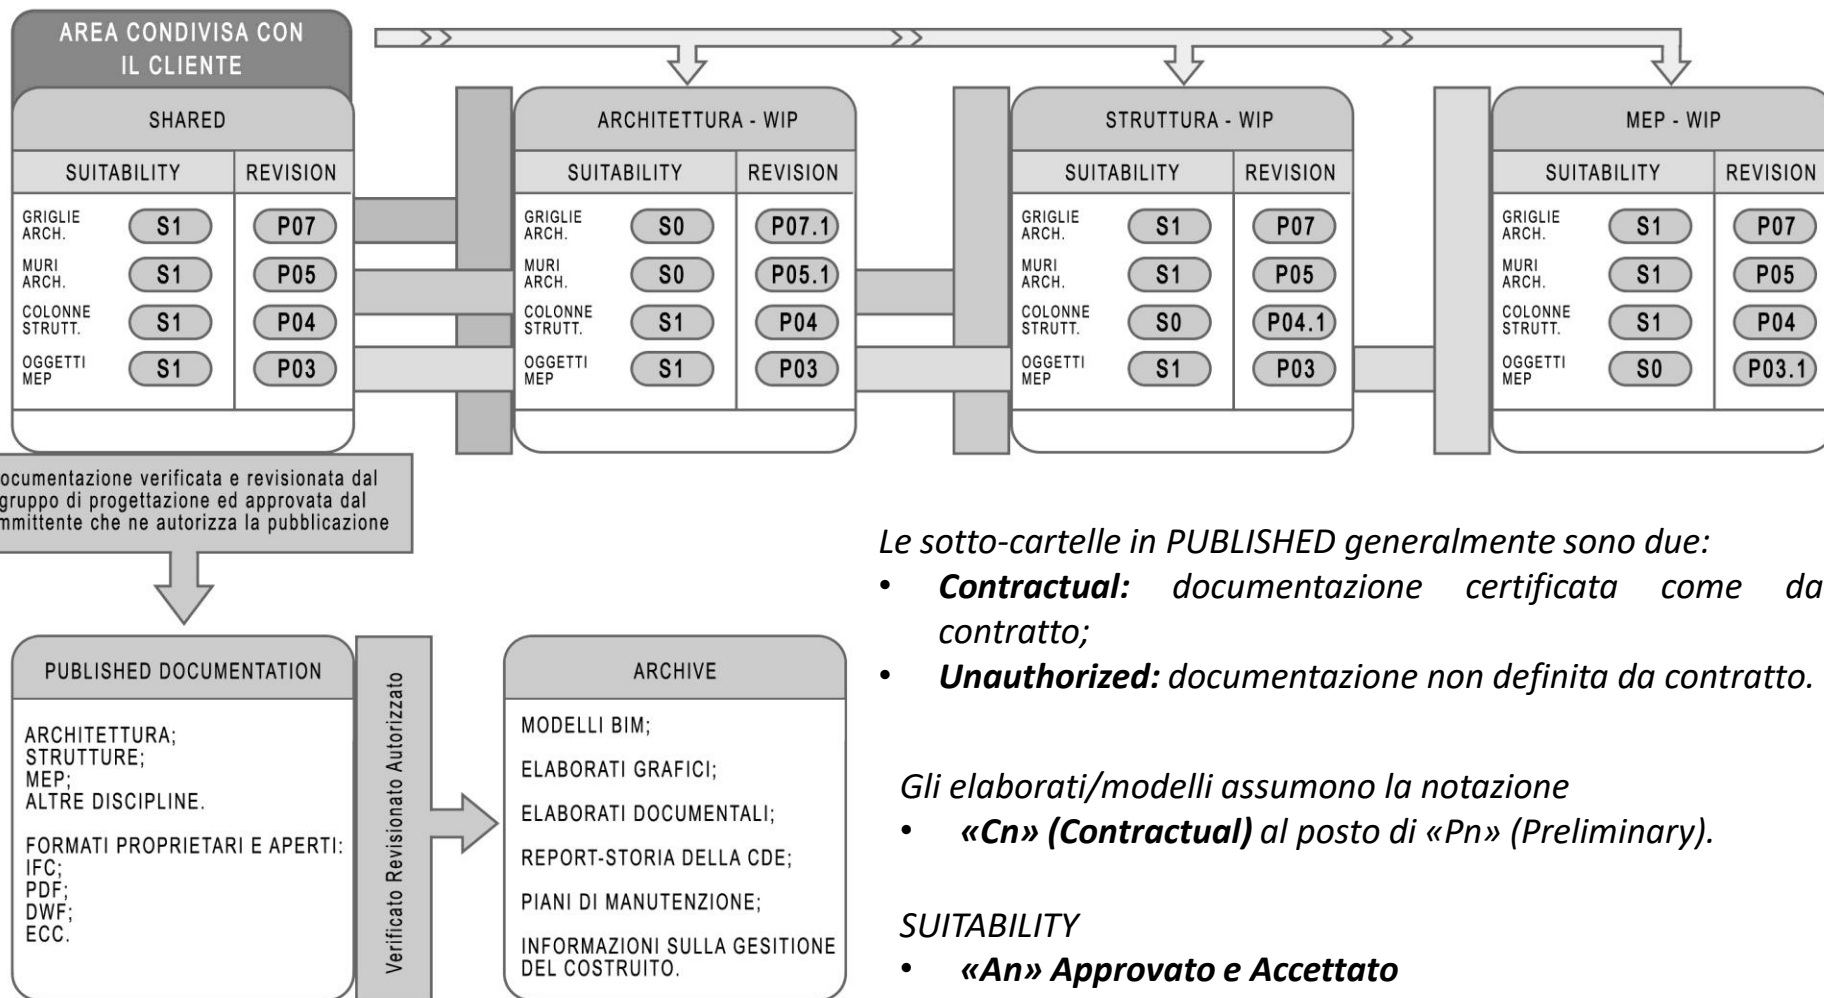 AREA CONDIVISA CON
IL CLIENTE
SHARED
SUITABILITY REVISION
GRIGLIE
ARCH.
S1 P07
MURI
ARCH.
S1 P05
COLONNE
STRUTT.
S1 P04
OGGETTI
MEP
S1 P03
ARCHITETTURA - WIP
SUITABILITY REVISION
GRIGLIE
ARCH.
S0 P07.1
MURI
ARCH.
S0 P05.1
COLONNE
STRUTT.
S1 P04
OGGETTI
MEP
S1 P03
STRUTTURA - WIP
SUITABILITY REVISION
GRIGLIE
ARCH.
S1 P07
MURI
ARCH.
S1 P05
COLONNE
STRUTT.
S0 P04.1
OGGETTI
MEP
S1 P03
MEP - WIP
SUITABILITY REVISION
GRIGLIE
ARCH.
S1 P07
MURI
ARCH.
S1 P05
COLONNE
STRUTT.
S1 P04
OGGETTI
MEP
S0 P03.1
ocumentazione verificata e revisionata dal
gruppo di progettazione ed approvata dal
mmittente che ne autorizza la pubblicazione
PUBLISHED DOCUMENTATION
ARCHITETTURA;
STRUTTURE;
MEP;
ALTRE DISCIPLINE.
FORMATI PROPRIETARI E APERTI:
IFC;
PDF;
DWF;
ECC.
Verificato Revisionato Autorizzato
ARCHIVE
MODELLI BIM;
ELABORATI GRAFICI;
ELABORATI DOCUMENTALI;
REPORT-STORIA DELLA CDE;
PIANI DI MANUTENZIONE;
INFORMAZIONI SULLA GESITIONE
DEL COSTRUITO.
Le sotto-cartelle in PUBLISHED generalmente sono due:
• Contractual: documentazione certificata come da
contratto;
• Unauthorized: documentazione non definita da contratto.
Gli elaborati/modelli assumono la notazione
• «Cn» (Contractual) al posto di «Pn» (Preliminary).
SUITABILITY
• «An» Approvato e Accettato